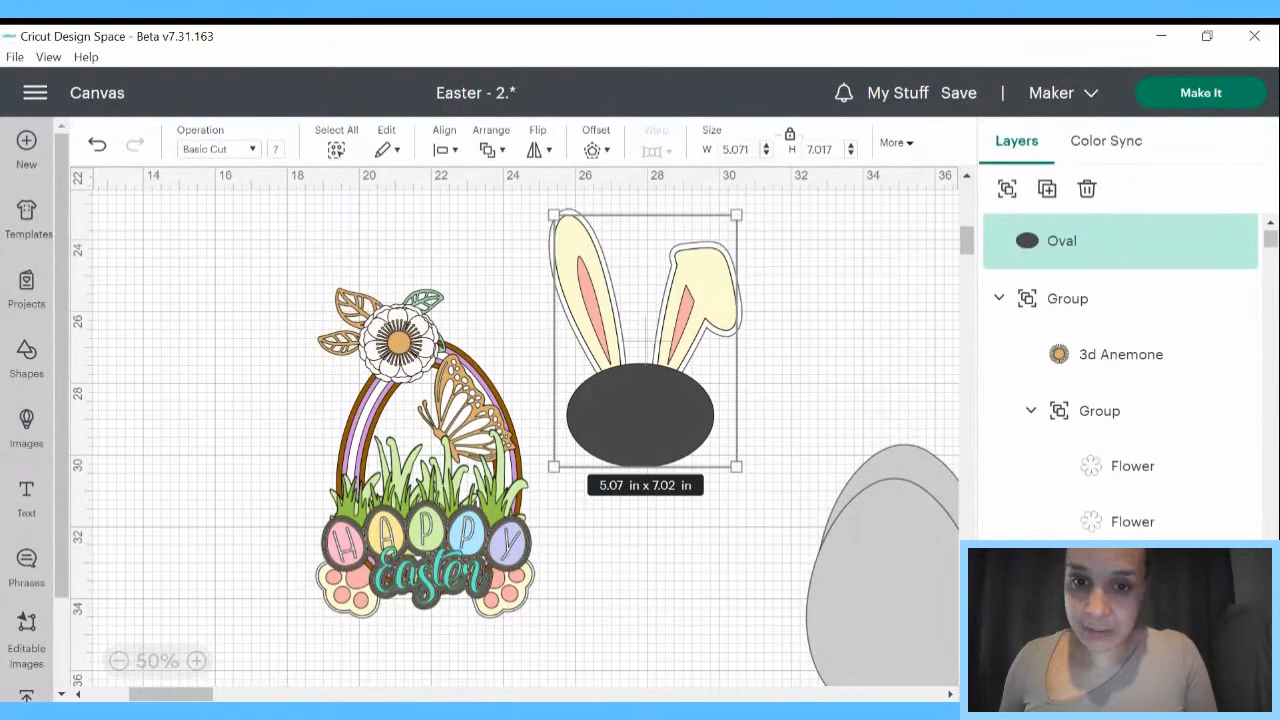 Cricut Design Space - Beta v7.31.163
File View Help
Canvas
Easter - 2.*
My Stuff Save | Maker
Make It
New
Templates
Projects
Shapes
Images
Text
Phrases
Editable
Images
Operation
Basic Cut
?
Select All
Edit
Align
Arrange
Flip
Offset
Warp
Size
W 5.071
H 7.017
More
Layers
Color Sync
22
12 14 16 18 20 22 24 26 28 30 32 34 36
24
26
28
30
32
34
36
5.07 in x 7.02 in
HAPPY
Easter
50%
Oval
Group
3d Anemone
Group
Flower
Flower